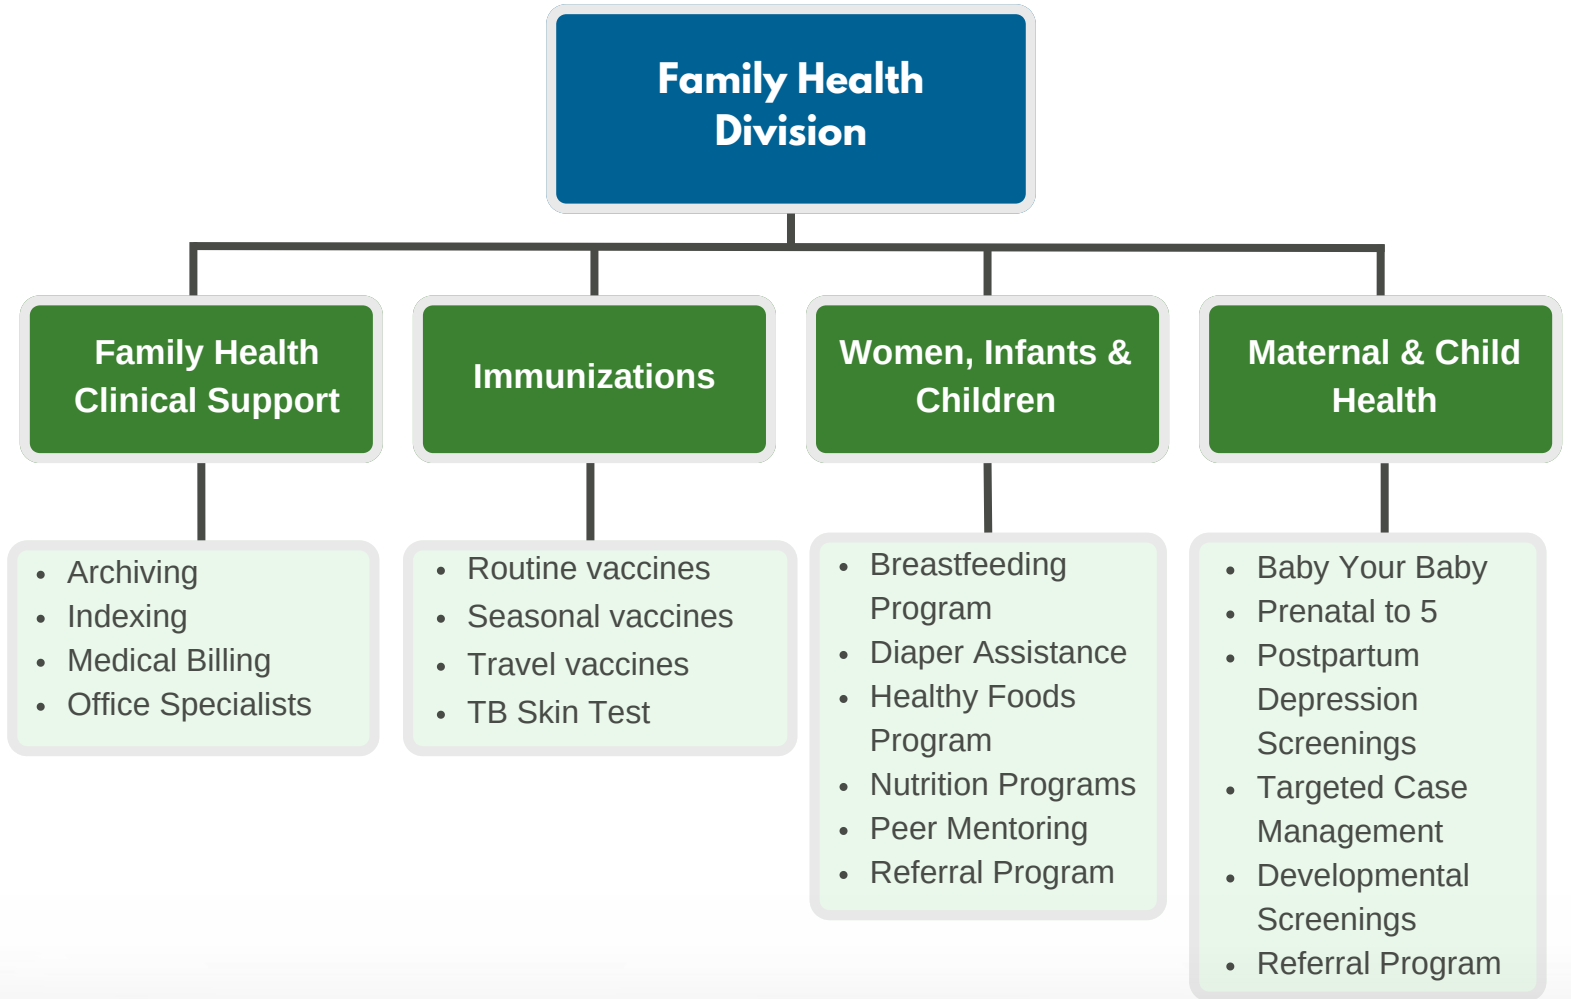 Family Health
Division
Family Health
Clinical Support
Immunizations
Women, Infants &
Children
Maternal & Child
Health
• Archiving
• Indexing
• Medical Billing
• Office Specialists
• Routine vaccines
• Seasonal vaccines
• Travel vaccines
• TB Skin Test
• Breastfeeding
Program
• Diaper Assistance
• Healthy Foods
Program
• Nutrition Programs
• Peer Mentoring
• Referral Program
• Baby Your Baby
• Prenatal to 5
• Postpartum
Depression
Screenings
• Targeted Case
Management
• Developmental
Screenings
• Referral Program